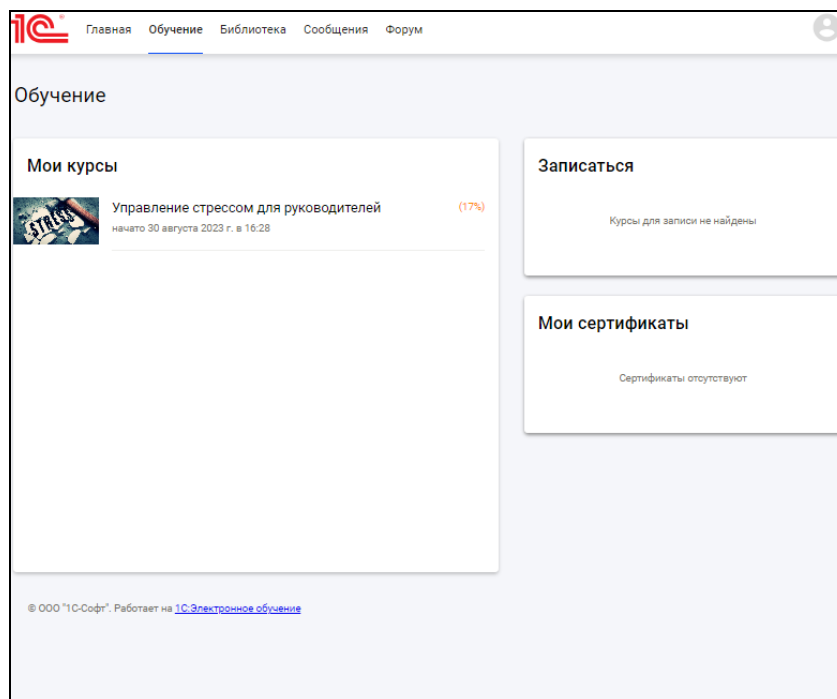 1С®
Главная Обучение Библиотека Сообщения Форум
Обучение
Мои курсы
STRESS
Управление стрессом для руководителей (17%)
начато 30 августа 2023 г. в 16:28
Записаться
Курсы для записи не найдены
Мои сертификаты
Сертификаты отсутствуют
© ООО "1С-Софт". Работает на 1С:Электронное обучение